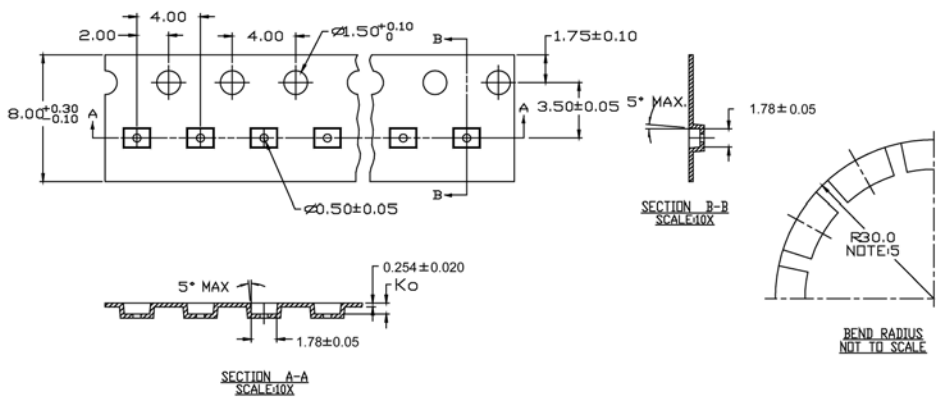 4.00
2.00
4.00
Ø1.50 +0.10 0
B
1.75±0.10
8.00 +0.30 -0.10
A
A
3.50±0.05
5° MAX.
1.78±0.05
B
Ø0.50±0.05
SECTION B-B
SCALE:10X
R30.0
NOTE:5
5° MAX
0.254±0.020
Ko
1.78±0.05
BEND RADIUS
NOT TO SCALE
SECTION A-A
SCALE:10X